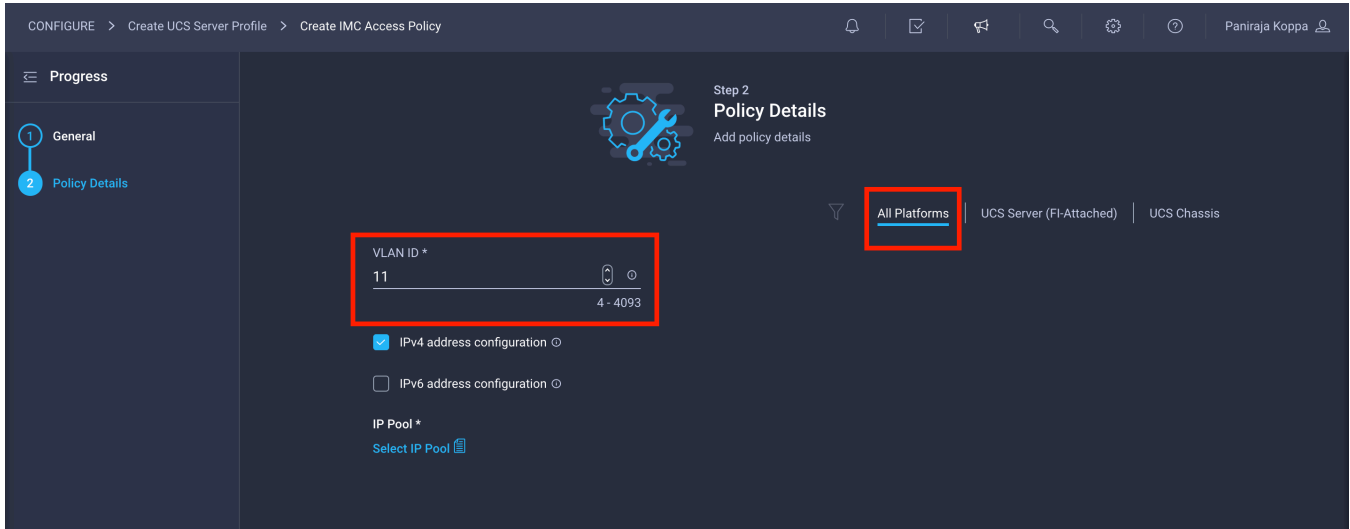 CONFIGURE > Create UCS Server Profile > Create IMC Access Policy
Paniraja Koppa
Progress
1 General
2 Policy Details
Step 2
Policy Details
Add policy details
All Platforms | UCS Server (FI-Attached) | UCS Chassis
VLAN ID *
11
4 - 4093
IPv4 address configuration
IPv6 address configuration
IP Pool *
Select IP Pool